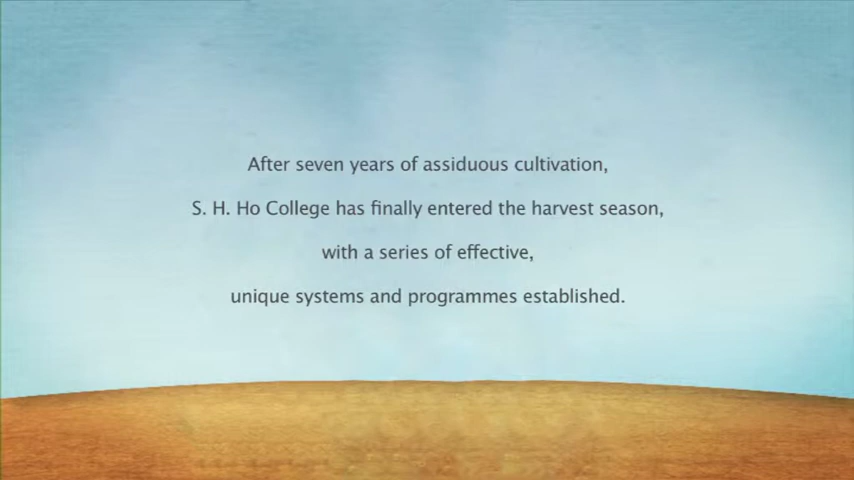 After seven years of assiduous cultivation,
S. H. Ho College has finally entered the harvest season,
with a series of effective,
unique systems and programmes established.